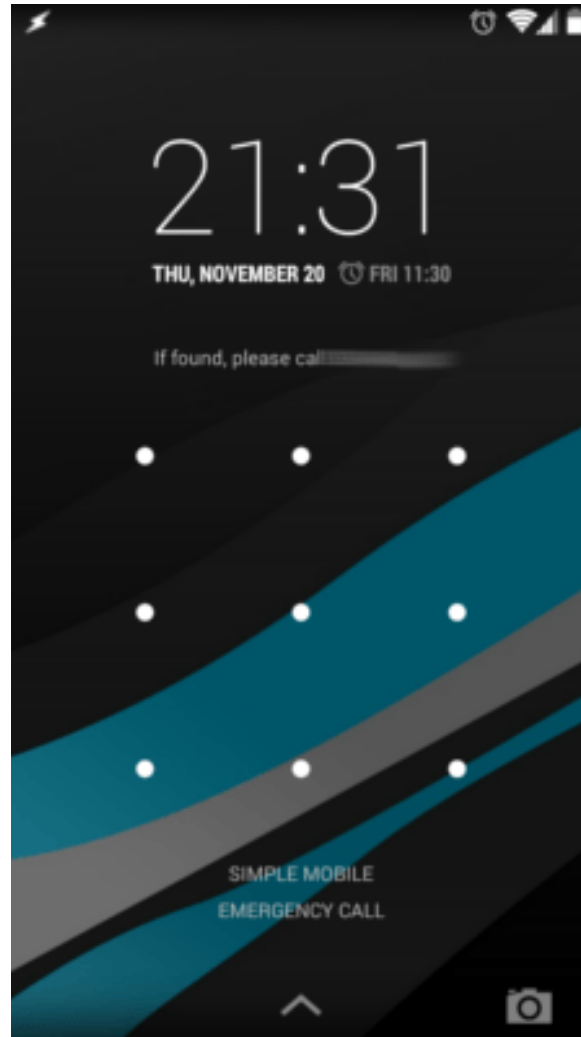 21:31
THU, NOVEMBER 20 FRI 11:30
If found, please call
SIMPLE MOBILE
EMERGENCY CALL